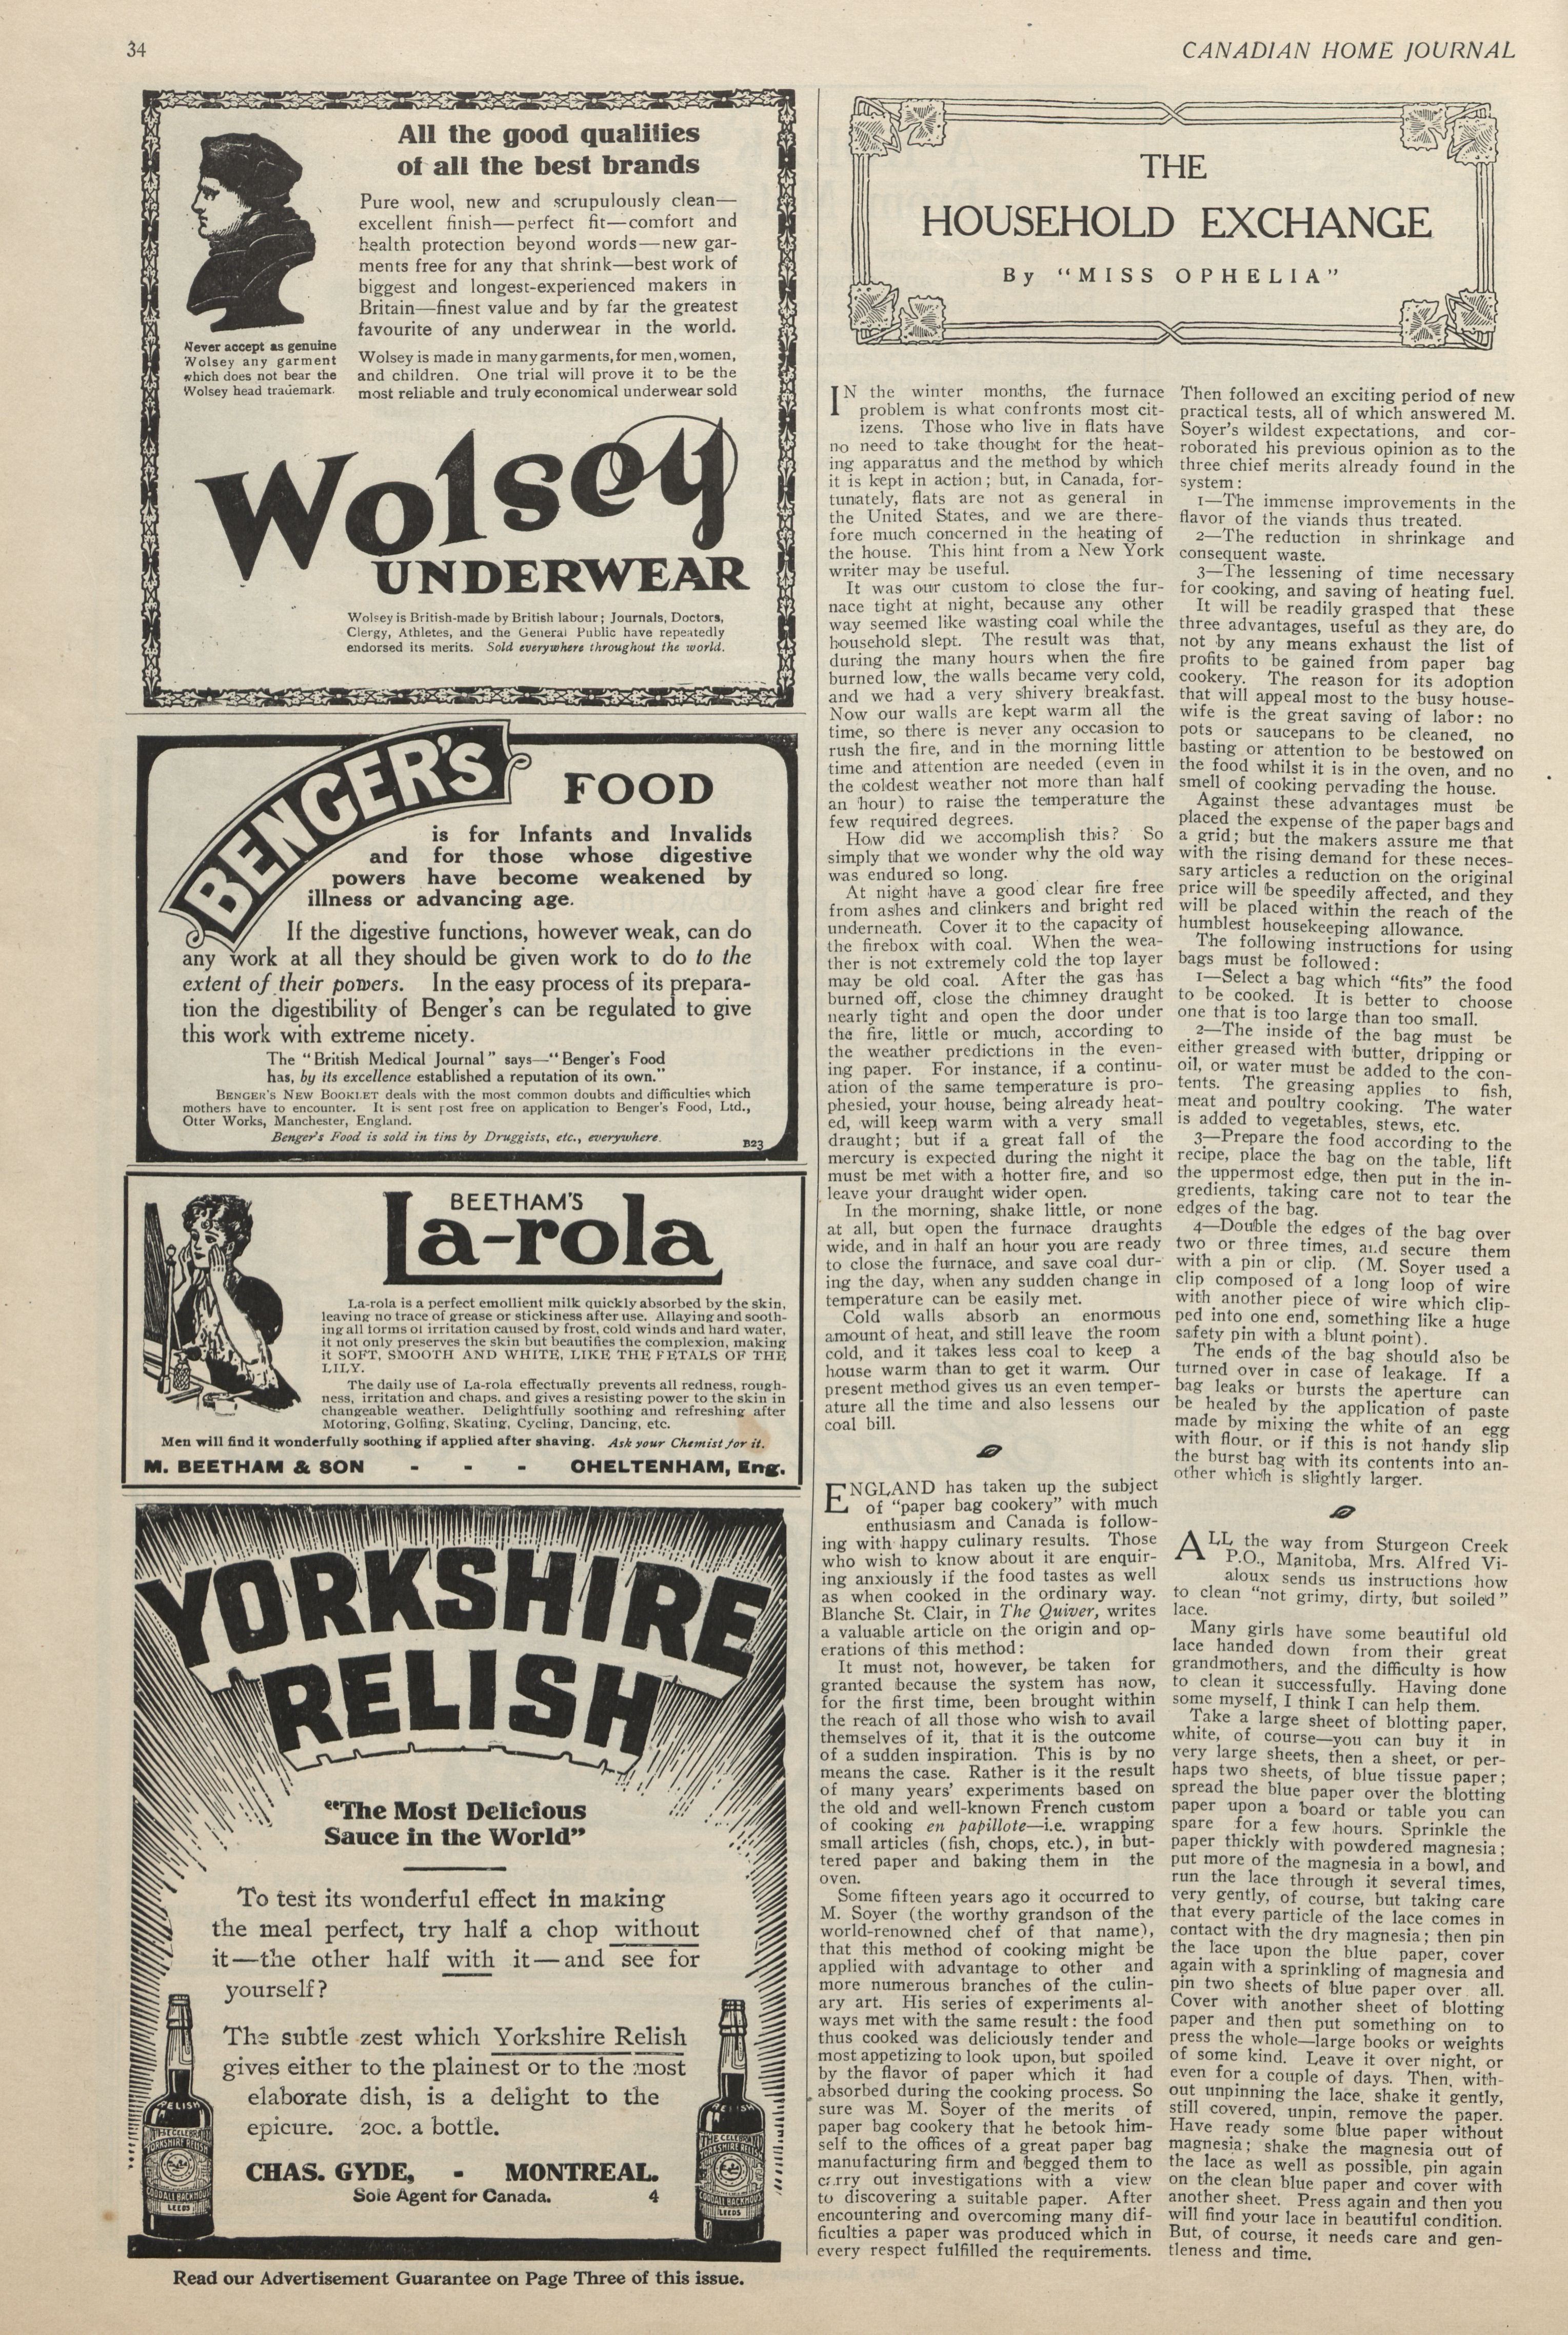 34
CANADIAN HOME JOURNAL
All the good qualities
of all the best brands
Pure wool, new and scrupulously clean—
excellent finish—perfect fit—comfort and
health protection beyond words—new gar-
ments free for any that shrink—best work of
biggest and longest-experienced makers in
Britain—finest value and by far the greatest
favourite of any underwear in the world.
Never accept as genuine
Wolsey any garment
which does not bear the
Wolsey head trademark.
Wolsey is made in many garments, for men, women,
and children. One trial will prove it to be the
most reliable and truly economical underwear sold
Wolsey
UNDERWEAR
Wolsey is British-made by British labour; Journals, Doctors,
Clergy, Athletes, and the General Public have repeatedly
endorsed its merits. Sold everywhere throughout the world.
BENGER'S
FOOD
is for Infants and Invalids
and for those whose digestive
powers have become weakened by
illness or advancing age.
If the digestive functions, however weak, can do
any work at all they should be given work to do to the
extent of their powers. In the easy process of its prepara-
tion the digestibility of Benger's can be regulated to give
this work with extreme nicety.
The "British Medical Journal" says—"Benger's Food
has, by its excellence established a reputation of its own."
BENGER'S NEW BOOKLET deals with the most common doubts and difficulties which
mothers have to encounter. It is sent post free on application to Benger's Food, Ltd.,
Otter Works, Manchester, England.
Benger's Food is sold in tins by Druggists, etc., everywhere.
B23
BEETHAM'S
La-rola
La-rola is a perfect emollient milk quickly absorbed by the skin,
leaving no trace of grease or stickiness after use. Allaying and sooth-
ing all forms of irritation caused by frost, cold winds and hard water,
it not only preserves the skin but beautifies the complexion, making
it SOFT, SMOOTH AND WHITE, LIKE THE PETALS OF THE
LILY.
The daily use of La-rola effectually prevents all redness, rough-
ness, irritation and chaps. and gives a resisting power to the skin in
changeable weather. Delightfully soothing and refreshing after
Motoring, Golfing, Skating, Cycling, Dancing, etc.
Men will find it wonderfully soothing if applied after shaving. Ask your Chemist for it.
M. BEETHAM & SON - - - CHELTENHAM, Eng.
YORKSHIRE
RELISH
"The Most Delicious
Sauce in the World"
To test its wonderful effect in making
the meal perfect, try half a chop without
it—the other half with it—and see for
yourself?
The subtle zest which Yorkshire Relish
gives either to the plainest or to the most
elaborate dish, is a delight to the
epicure. 20c. a bottle.
CHAS. GYDE, - MONTREAL.
Sole Agent for Canada. 4
RELISH
THE CELEBRATED
YORKSHIRE RELISH
GOODALL BACKHOUSE
LEEDS
RELISH
THE CELEBRATED
YORKSHIRE RELISH
GOODALL BACKHOUSE
LEEDS
Read our Advertisement Guarantee on Page Three of this issue.
THE
HOUSEHOLD EXCHANGE
By "MISS OPHELIA"
IN the winter months, the furnace
problem is what confronts most cit-
izens. Those who live in flats have
no need to take thought for the heat-
ing apparatus and the method by which
it is kept in action; but, in Canada, for-
tunately, flats are not as general in
the United States, and we are there-
fore much concerned in the heating of
the house. This hint from a New York
writer may be useful.
It was our custom to close the fur-
nace tight at night, because any other
way seemed like wasting coal while the
household slept. The result was that,
during the many hours when the fire
burned low, the walls became very cold,
and we had a very shivery breakfast.
Now our walls are kept warm all the
time, so there is never any occasion to
rush the fire, and in the morning little
time and attention are needed (even in
the coldest weather not more than half
an hour) to raise the temperature the
few required degrees.
How did we accomplish this? So
simply that we wonder why the old way
was endured so long.
At night have a good clear fire free
from ashes and clinkers and bright red
underneath. Cover it to the capacity of
the firebox with coal. When the wea-
ther is not extremely cold the top layer
may be old coal. After the gas has
burned off, close the chimney draught
nearly tight and open the door under
the fire, little or much, according to
the weather predictions in the even-
ing paper. For instance, if a continu-
ation of the same temperature is pro-
phesied, your house, being already heat-
ed, will keep warm with a very small
draught; but if a great fall of the
mercury is expected during the night it
must be met with a hotter fire, and so
leave your draught wider open.
In the morning, shake little, or none
at all, but open the furnace draughts
wide, and in half an hour you are ready
to close the furnace, and save coal dur-
ing the day, when any sudden change in
temperature can be easily met.
Cold walls absorb an enormous
amount of heat, and still leave the room
cold, and it takes less coal to keep a
house warm than to get it warm. Our
present method gives us an even temper-
ature all the time and also lessens our
coal bill.
ENGLAND has taken up the subject
of "paper bag cookery" with much
enthusiasm and Canada is follow-
ing with happy culinary results. Those
who wish to know about it are enquir-
ing anxiously if the food tastes as well
as when cooked in the ordinary way.
Blanche St. Clair, in The Quiver, writes
a valuable article on the origin and op-
erations of this method:
It must not, however, be taken for
granted because the system has now,
for the first time, been brought within
the reach of all those who wish to avail
themselves of it, that it is the outcome
of a sudden inspiration. This is by no
means the case. Rather is it the result
of many years' experiments based on
the old and well-known French custom
of cooking en papillote—i.e. wrapping
small articles (fish, chops, etc.), in but-
tered paper and baking them in the
oven.
Some fifteen years ago it occurred to
M. Soyer (the worthy grandson of the
world-renowned chef of that name),
that this method of cooking might be
applied with advantage to other and
more numerous branches of the culin-
ary art. His series of experiments al-
ways met with the same result: the food
thus cooked was deliciously tender and
most appetizing to look upon, but spoiled
by the flavor of paper which it had
absorbed during the cooking process. So
sure was M. Soyer of the merits of
paper bag cookery that he betook him-
self to the offices of a great paper bag
manufacturing firm and begged them to
carry out investigations with a view
to discovering a suitable paper. After
encountering and overcoming many dif-
ficulties a paper was produced which in
every respect fulfilled the requirements.
Then followed an exciting period of new
practical tests, all of which answered M.
Soyer's wildest expectations, and cor-
roborated his previous opinion as to the
three chief merits already found in the
system:
1—The immense improvements in the
flavor of the viands thus treated.
2—The reduction in shrinkage and
consequent waste.
3—The lessening of time necessary
for cooking, and saving of heating fuel.
It will be readily grasped that these
three advantages, useful as they are, do
not by any means exhaust the list of
profits to be gained from paper bag
cookery. The reason for its adoption
that will appeal most to the busy house-
wife is the great saving of labor: no
pots or saucepans to be cleaned, no
basting or attention to be bestowed on
the food whilst it is in the oven, and no
smell of cooking pervading the house.
Against these advantages must be
placed the expense of the paper bags and
a grid; but the makers assure me that
with the rising demand for these neces-
sary articles a reduction on the original
price will be speedily affected, and they
will be placed within the reach of the
humblest housekeeping allowance.
The following instructions for using
bags must be followed:
1—Select a bag which "fits" the food
to be cooked. It is better to choose
one that is too large than too small.
2—The inside of the bag must be
either greased with butter, dripping or
oil, or water must be added to the con-
tents. The greasing applies to fish,
meat and poultry cooking. The water
is added to vegetables, stews, etc.
3—Prepare the food according to the
recipe, place the bag on the table, lift
the uppermost edge, then put in the in-
gredients, taking care not to tear the
edges of the bag.
4—Double the edges of the bag over
two or three times, and secure them
with a pin or clip. (M. Soyer used a
clip composed of a long loop of wire
with another piece of wire which clip-
ped into one end, something like a huge
safety pin with a blunt point).
The ends of the bag should also be
turned over in case of leakage. If a
bag leaks or bursts the aperture can
be healed by the application of paste
made by mixing the white of an egg
with flour, or if this is not handy slip
the burst bag with its contents into an-
other which is slightly larger.
ALL the way from Sturgeon Creek
P.O., Manitoba, Mrs. Alfred Vi-
aloux sends us instructions how
to clean "not grimy, dirty, but soiled"
lace.
Many girls have some beautiful old
lace handed down from their great
grandmothers, and the difficulty is how
to clean it successfully. Having done
some myself, I think I can help them.
Take a large sheet of blotting paper,
white, of course—you can buy it in
very large sheets, then a sheet, or per-
haps two sheets, of blue tissue paper;
spread the blue paper over the blotting
paper upon a board or table you can
spare for a few hours. Sprinkle the
paper thickly with powdered magnesia;
put more of the magnesia in a bowl, and
run the lace through it several times,
very gently, of course, but taking care
that every particle of the lace comes in
contact with the dry magnesia; then pin
the lace upon the blue paper, cover
again with a sprinkling of magnesia and
pin two sheets of blue paper over all.
Cover with another sheet of blotting
paper and then put something on to
press the whole—large books or weights
of some kind. Leave it over night, or
even for a couple of days. Then, with-
out unpinning the lace, shake it gently,
still covered, unpin, remove the paper.
Have ready some blue paper without
magnesia; shake the magnesia out of
the lace as well as possible, pin again
on the clean blue paper and cover with
another sheet. Press again and then you
will find your lace in beautiful condition.
But, of course, it needs care and gen-
tleness and time.